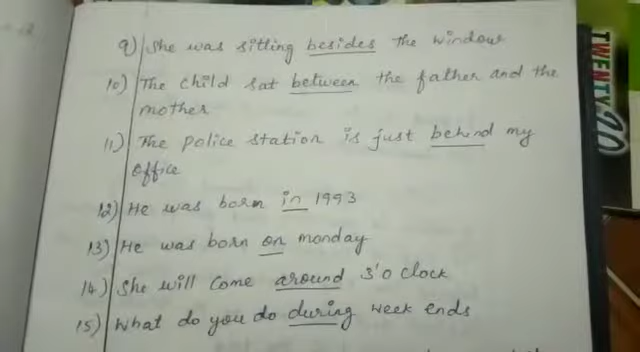 9) She was sitting besides the window
10) The child sat between the father and the
mother
11) The police station is just behind my
office
12) He was born in 1993
13) He was born on monday
14) She will come around 3'o clock
15) What do you do during week ends
TWENTY20